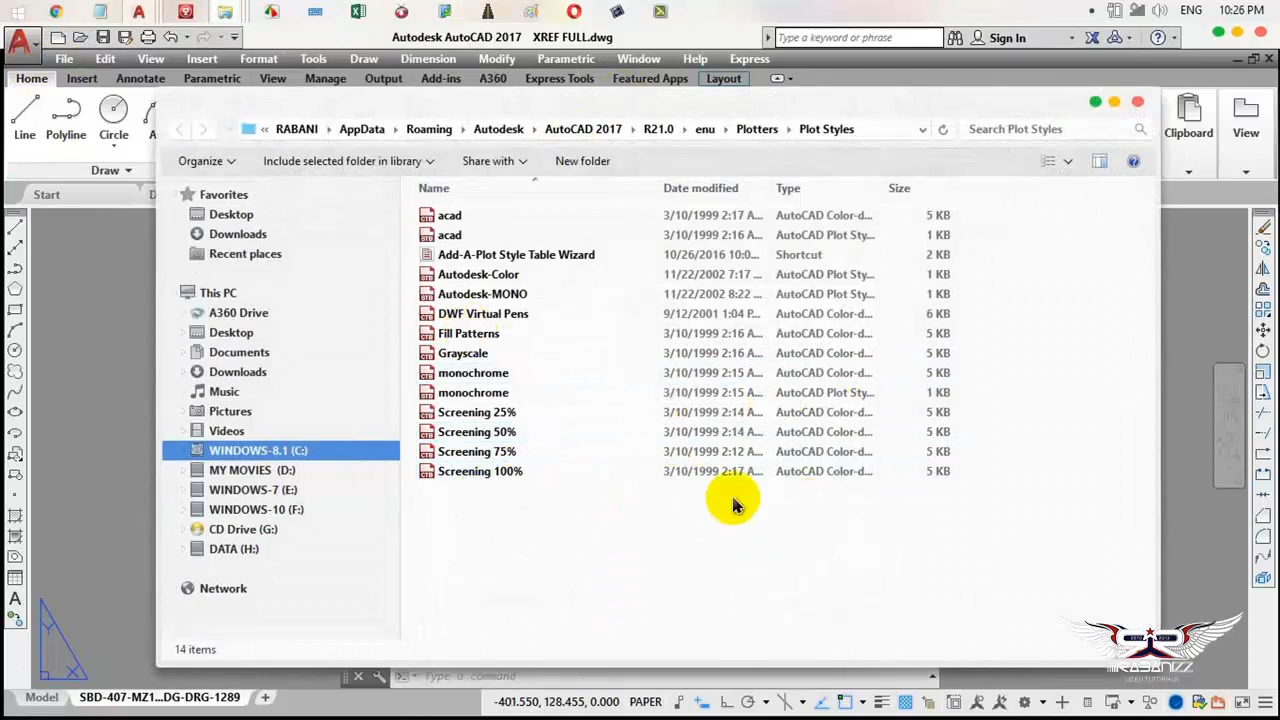 ENG
10:26 PM
Autodesk AutoCAD 2017 XREF FULL.dwg
Type a keyword or phrase
Sign In
File Edit View Insert Format Tools Draw Dimension Modify Parametric Window Help Express
Home Insert Annotate Parametric View Manage Output Add-ins A360 Express Tools Featured Apps Layout
Line
Polyline
Circle
A
Draw
Clipboard
View
RABANI AppData Roaming Autodesk AutoCAD 2017 R21.0 enu Plotters Plot Styles
Search Plot Styles
Organize
Include selected folder in library
Share with
New folder
Start
D
Favorites
Desktop
Downloads
Recent places
This PC
A360 Drive
Desktop
Documents
Downloads
Music
Pictures
Videos
WINDOWS-8.1 (C:)
MY MOVIES (D:)
WINDOWS-7 (E:)
WINDOWS-10 (F:)
CD Drive (G:)
DATA (H:)
Network
Name Date modified Type Size
acad 3/10/1999 2:17 A... AutoCAD Color-d... 5 KB
acad 3/10/1999 2:16 A... AutoCAD Plot Sty... 1 KB
Add-A-Plot Style Table Wizard 10/26/2016 10:0... Shortcut 2 KB
Autodesk-Color 11/22/2002 7:17 ... AutoCAD Plot Sty... 1 KB
Autodesk-MONO 11/22/2002 8:22 ... AutoCAD Plot Sty... 1 KB
DWF Virtual Pens 9/12/2001 1:04 P... AutoCAD Color-d... 6 KB
Fill Patterns 3/10/1999 2:16 A... AutoCAD Color-d... 5 KB
Grayscale 3/10/1999 2:16 A... AutoCAD Color-d... 5 KB
monochrome 3/10/1999 2:15 A... AutoCAD Color-d... 5 KB
monochrome 3/10/1999 2:15 A... AutoCAD Plot Sty... 1 KB
Screening 25% 3/10/1999 2:14 A... AutoCAD Color-d... 5 KB
Screening 50% 3/10/1999 2:14 A... AutoCAD Color-d... 5 KB
Screening 75% 3/10/1999 2:12 A... AutoCAD Color-d... 5 KB
Screening 100% 3/10/1999 2:17 A... AutoCAD Color-d... 5 KB
14 items
Y
X
Type a command
Model
SBD-407-MZ1...DG-DRG-1289
-401.550, 128.455, 0.000 PAPER
RABANIZZ
VIDEO TUTORIALS